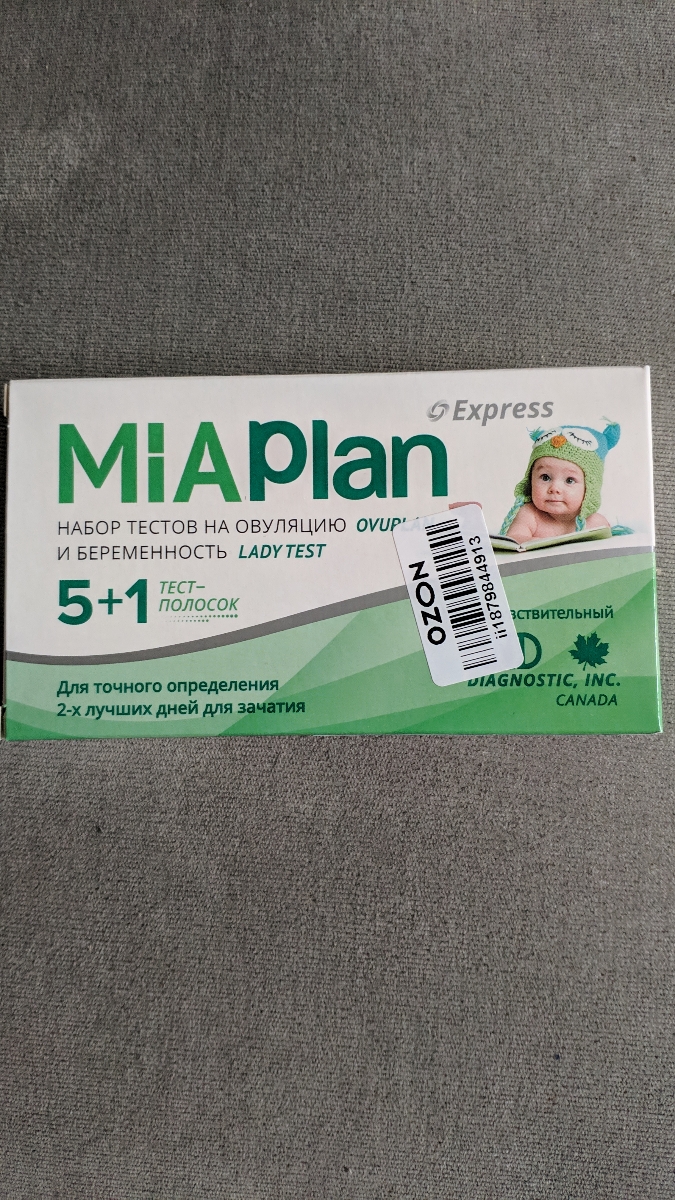 Express
MiAplan
НАБОР ТЕСТОВ НА ОВУЛЯЦИЮ
И БЕРЕМЕННОСТЬ LADY TEST
5+1 ТЕСТ–
ПОЛОСОК
OZON
ii1879844913
Для точного определения
2-х лучших дней для зачатия
DIAGNOSTIC, INC.
CANADA